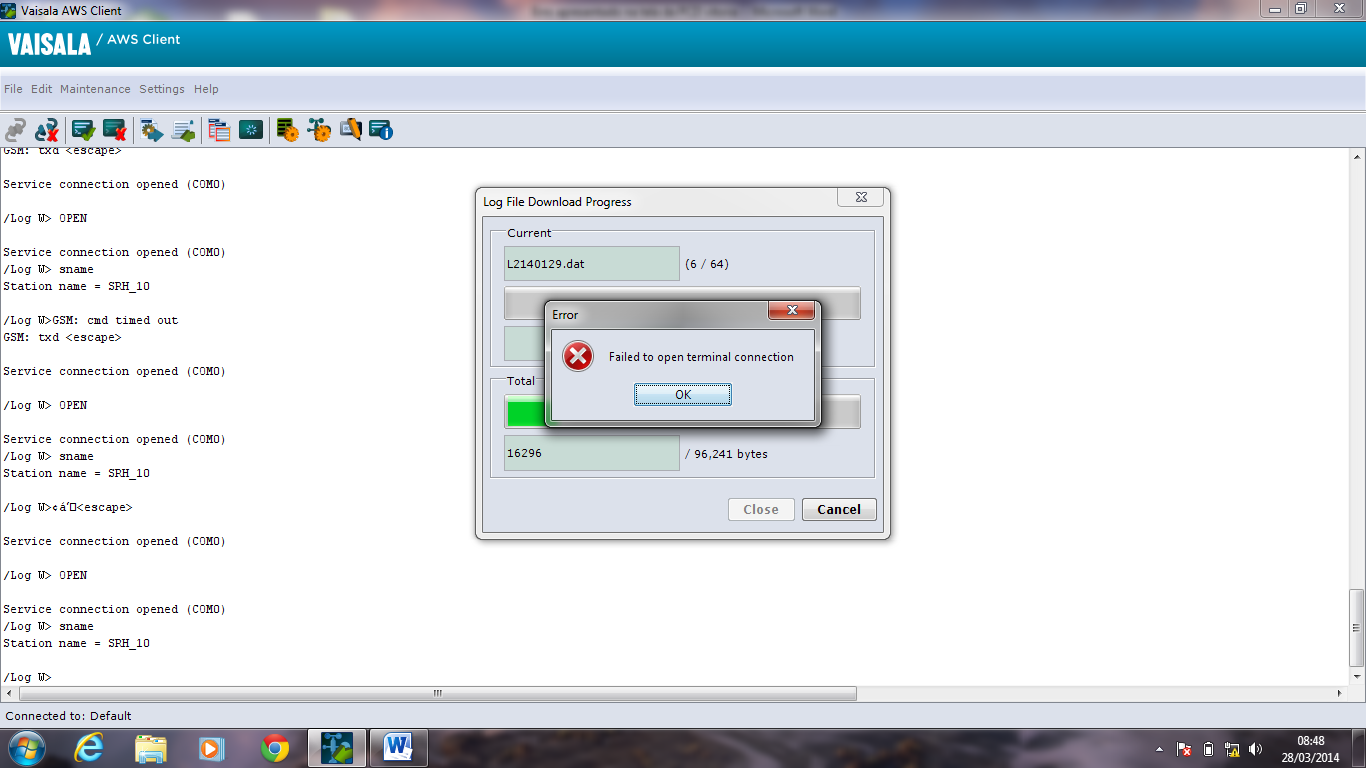 Vaisala AWS Client
VAISALA / AWS Client
File Edit Maintenance Settings Help
GSM: txd <escape>
Service connection opened (COM0)
/Log W> OPEN
Service connection opened (COM0)
/Log W> sname
Station name = SRH_10
/Log W>GSM: cmd timed out
GSM: txd <escape>
Service connection opened (COM0)
/Log W> OPEN
Service connection opened (COM0)
/Log W> sname
Station name = SRH_10
/Log W>¢á’□<escape>
Service connection opened (COM0)
/Log W> OPEN
Service connection opened (COM0)
/Log W> sname
Station name = SRH_10
/Log W>
Log File Download Progress
Current
L2140129.dat (6 / 64)
Error
Failed to open terminal connection
OK
Total
16296 / 96,241 bytes
Close Cancel
Connected to: Default
08:48
28/03/2014